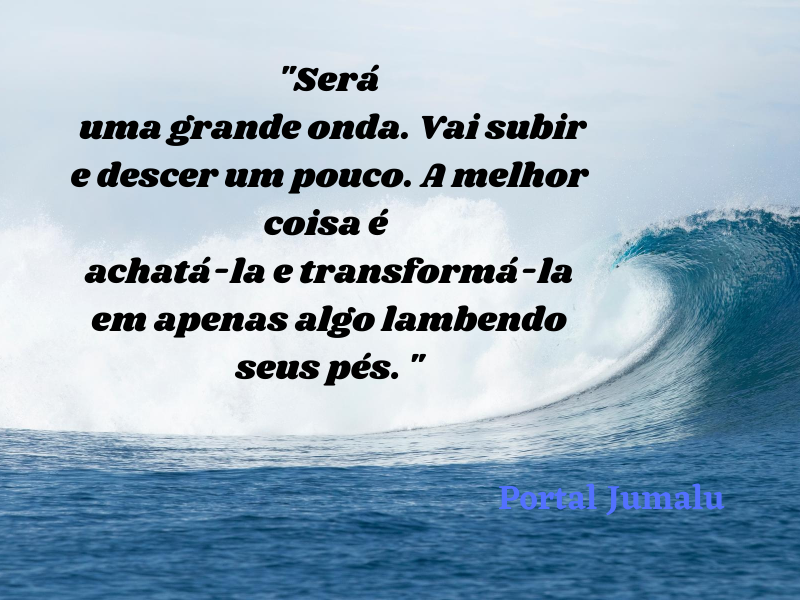 "Será
uma grande onda. Vai subir
e descer um pouco. A melhor
coisa é
achatá-la e transformá-la
em apenas algo lambendo
seus pés. "
Portal Jumalu